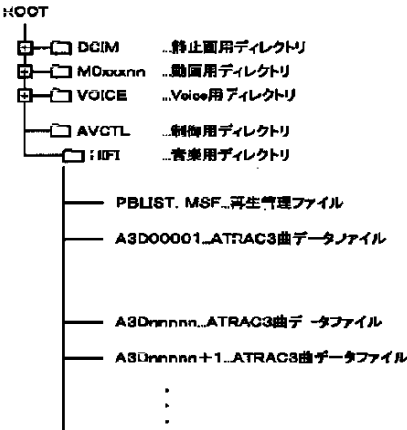 ROOT
DCIM ...静止画用ディレクトリ
MOxxxnn ...動画用ディレクトリ
VOICE ...Voice用ディレクトリ
AVCTL ...制御用ディレクトリ
HIFI ...音楽用ディレクトリ
PBLIST. MSF...再生管理ファイル
A3D00001...ATRAC3曲データファイル
A3Dnnnnn...ATRAC3曲データファイル
A3Dnnnnn+1...ATRAC3曲データファイル